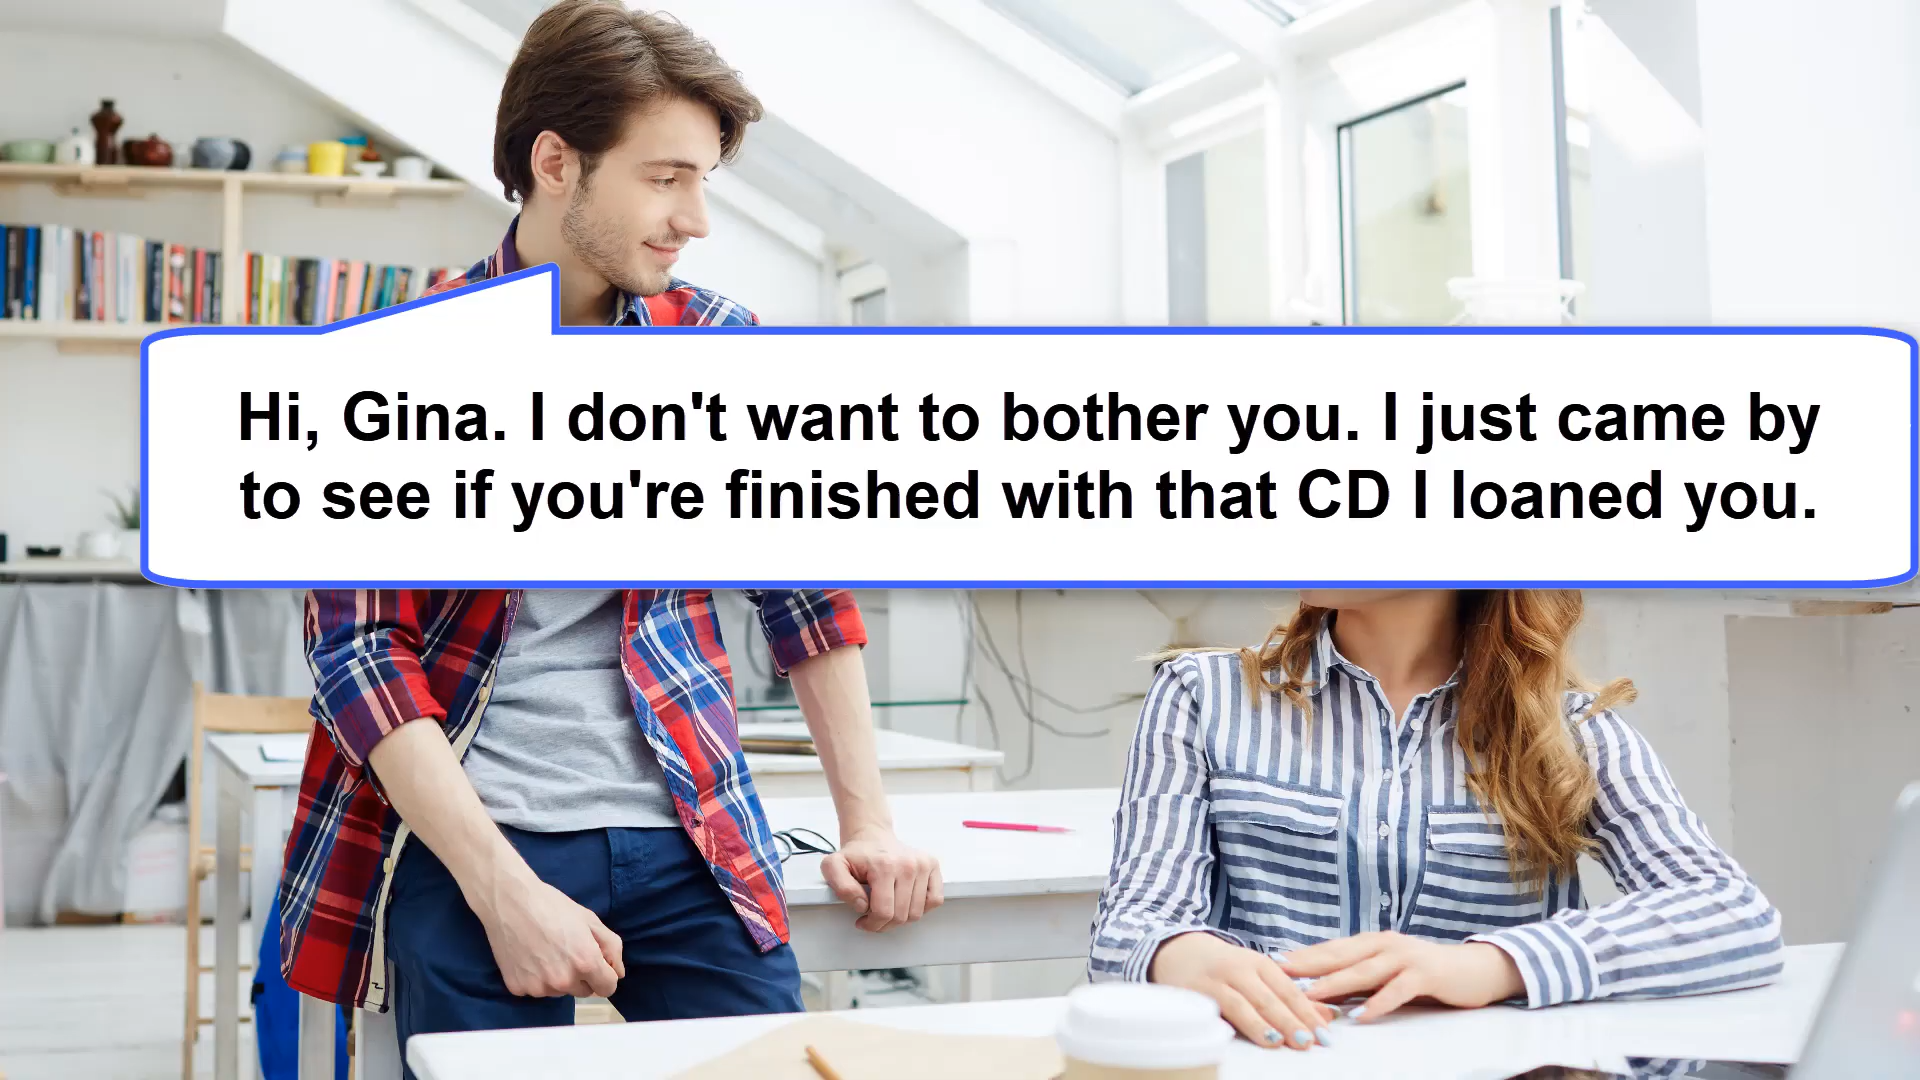 Hi, Gina. I don't want to bother you. I just came by
to see if you're finished with that CD I loaned you.